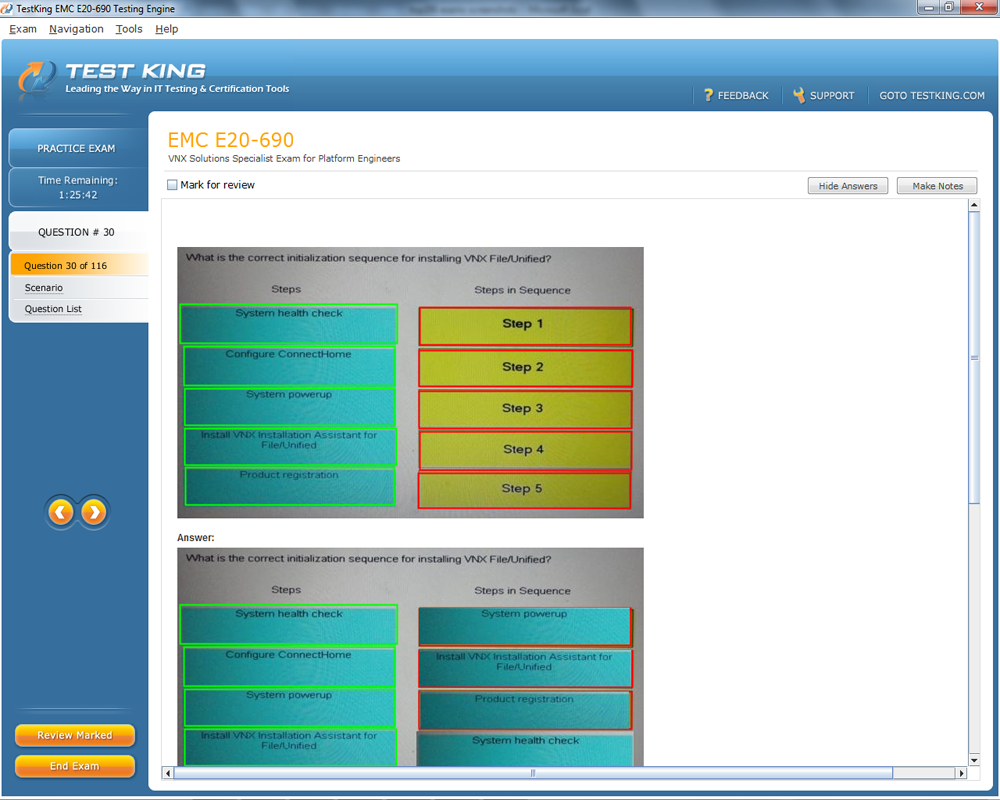 TestKing EMC E20-690 Testing Engine
Exam Navigation Tools Help
TEST KING
Leading the Way in IT Testing & Certification Tools
? FEEDBACK
SUPPORT
GOTO TESTKING.COM
PRACTICE EXAM
Time Remaining:
1:25:42
QUESTION # 30
Question 30 of 116
Scenario
Question List
EMC E20-690
VNX Solutions Specialist Exam for Platform Engineers
Mark for review
Hide Answers
Make Notes
What is the correct initialization sequence for installing VNX File/Unified?
Steps
Steps in Sequence
System health check
Step 1
Configure ConnectHome
Step 2
System powerup
Step 3
Install VNX Installation Assistant for
File/Unified
Step 4
Product registration
Step 5
Answer:
What is the correct initialization sequence for installing VNX File/Unified?
Steps
Steps in Sequence
System health check
System powerup
Configure ConnectHome
Install VNX Installation Assistant for
File/Unified
System powerup
Product registration
Install VNX Installation Assistant for
File/Unified
System health check
Review Marked
End Exam